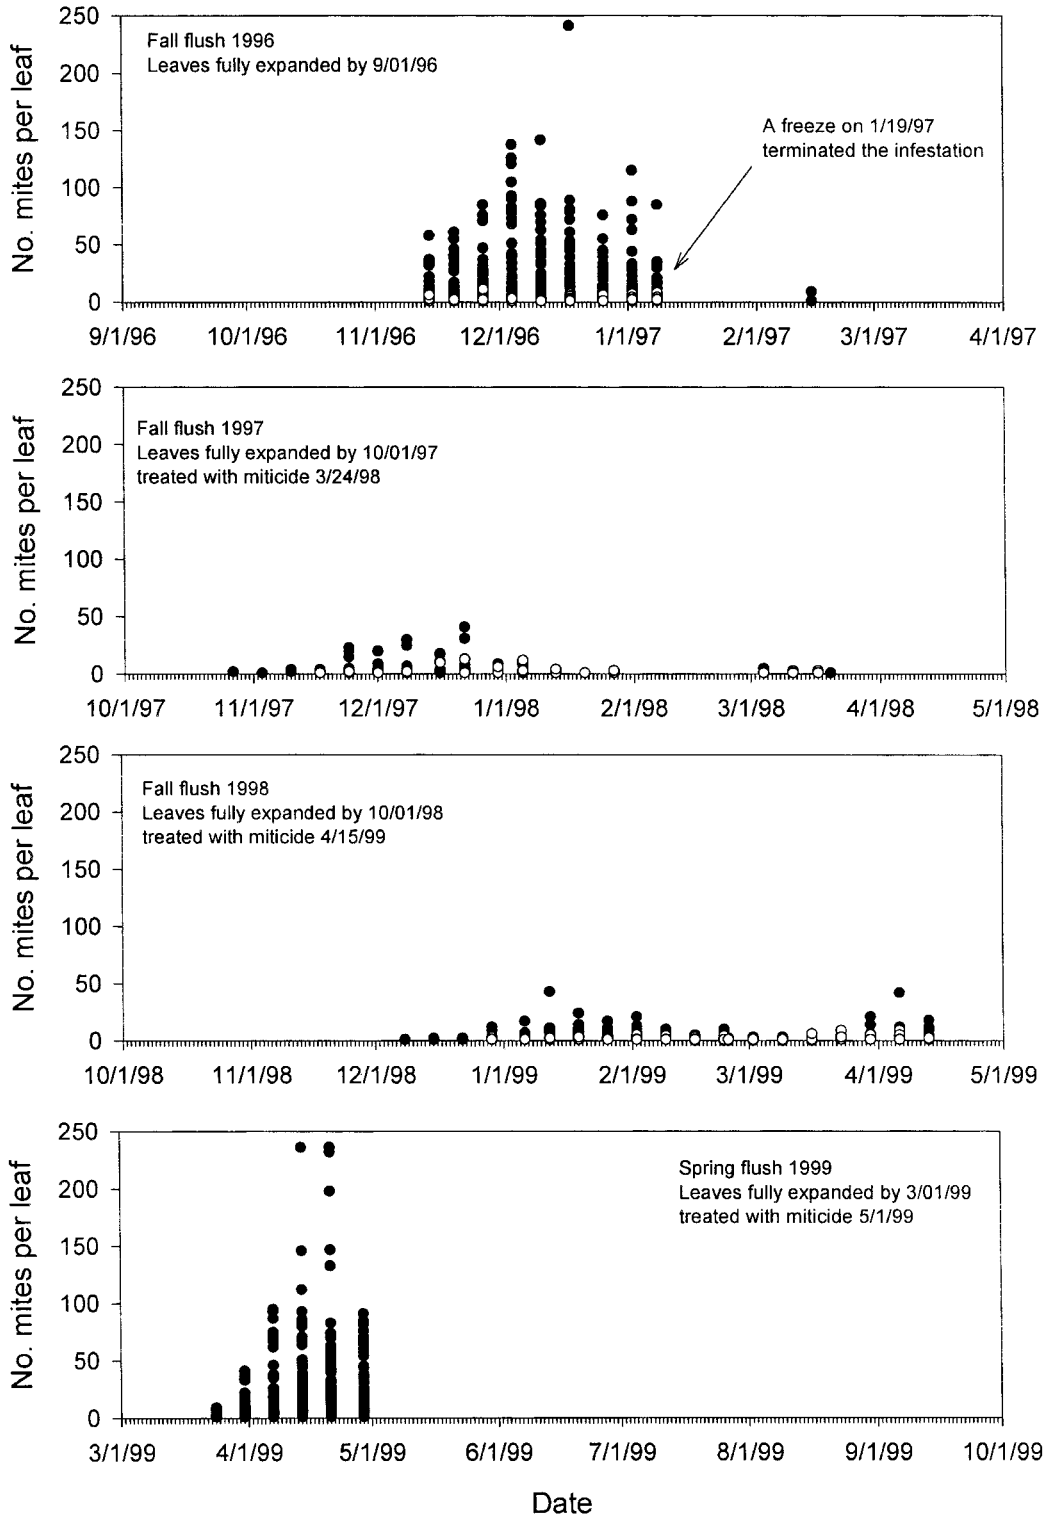 250
Fall flush 1996
Leaves fully expanded by 9/01/96
200
150
A freeze on 1/19/97
terminated the infestation
100
50
0
No. mites per leaf
9/1/96 10/1/96 11/1/96 12/1/96 1/1/97 2/1/97 3/1/97 4/1/97
250
Fall flush 1997
Leaves fully expanded by 10/01/97
treated with miticide 3/24/98
200
150
100
50
0
No. mites per leaf
10/1/97 11/1/97 12/1/97 1/1/98 2/1/98 3/1/98 4/1/98 5/1/98
250
Fall flush 1998
Leaves fully expanded by 10/01/98
treated with miticide 4/15/99
200
150
100
50
0
No. mites per leaf
10/1/98 11/1/98 12/1/98 1/1/99 2/1/99 3/1/99 4/1/99 5/1/99
250
Spring flush 1999
Leaves fully expanded by 3/01/99
treated with miticide 5/1/99
200
150
100
50
0
No. mites per leaf
3/1/99 4/1/99 5/1/99 6/1/99 7/1/99 8/1/99 9/1/99 10/1/99
Date